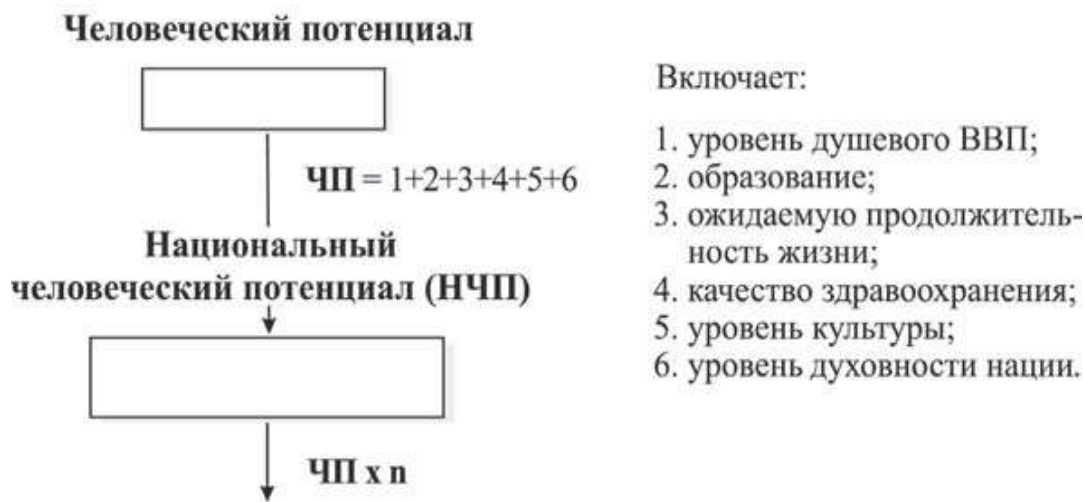 Человеческий потенциал
ЧП = 1+2+3+4+5+6
Национальный
человеческий потенциал (НЧП)
ЧП x n
Включает:
1. уровень душевого ВВП;
2. образование;
3. ожидаемую продолжитель-
ность жизни;
4. качество здравоохранения;
5. уровень культуры;
6. уровень духовности нации.